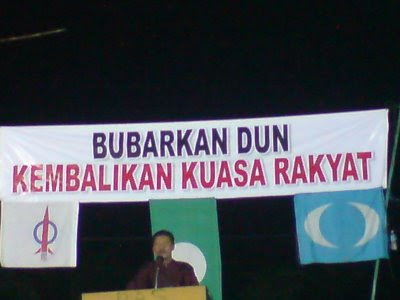 BUBARKAN DUN
KEMBALIKAN KUASA RAKYAT